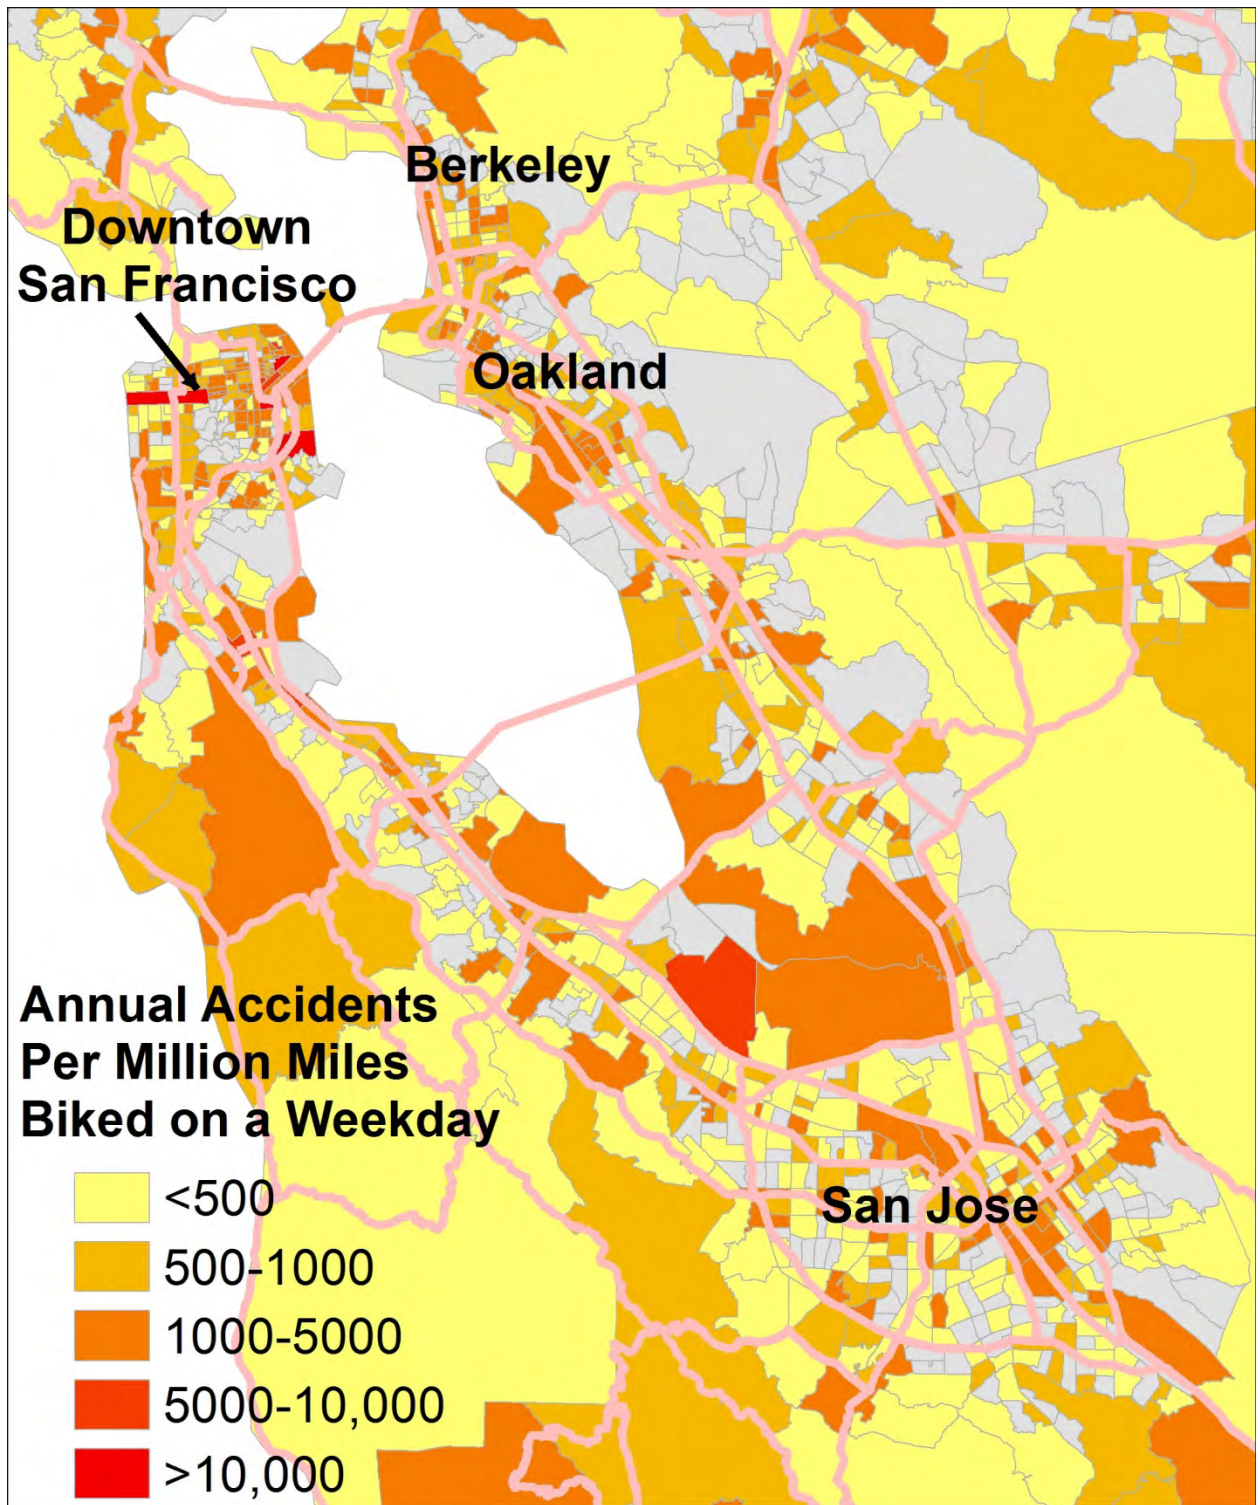 Berkeley
Downtown
San Francisco
Oakland
Annual Accidents
Per Million Miles
Biked on a Weekday
<500
San Jose
500-1000
1000-5000
5000-10,000
>10,000